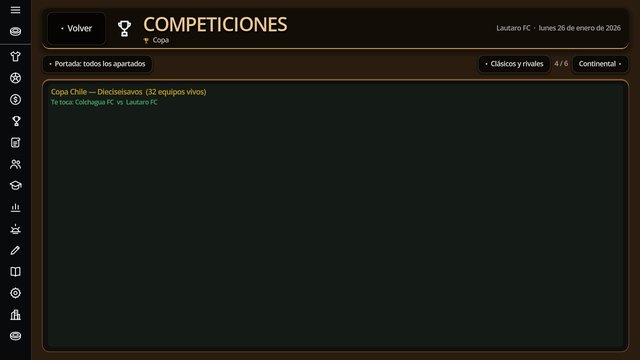 Volver
COMPETICIONES
Copa
Lautaro FC · lunes 26 de enero de 2026
Portada: todos los apartados
Clásicos y rivales
4 / 6
Continental
Copa Chile — Dieciseisavos (32 equipos vivos)
Te toca: Colchagua FC vs Lautaro FC